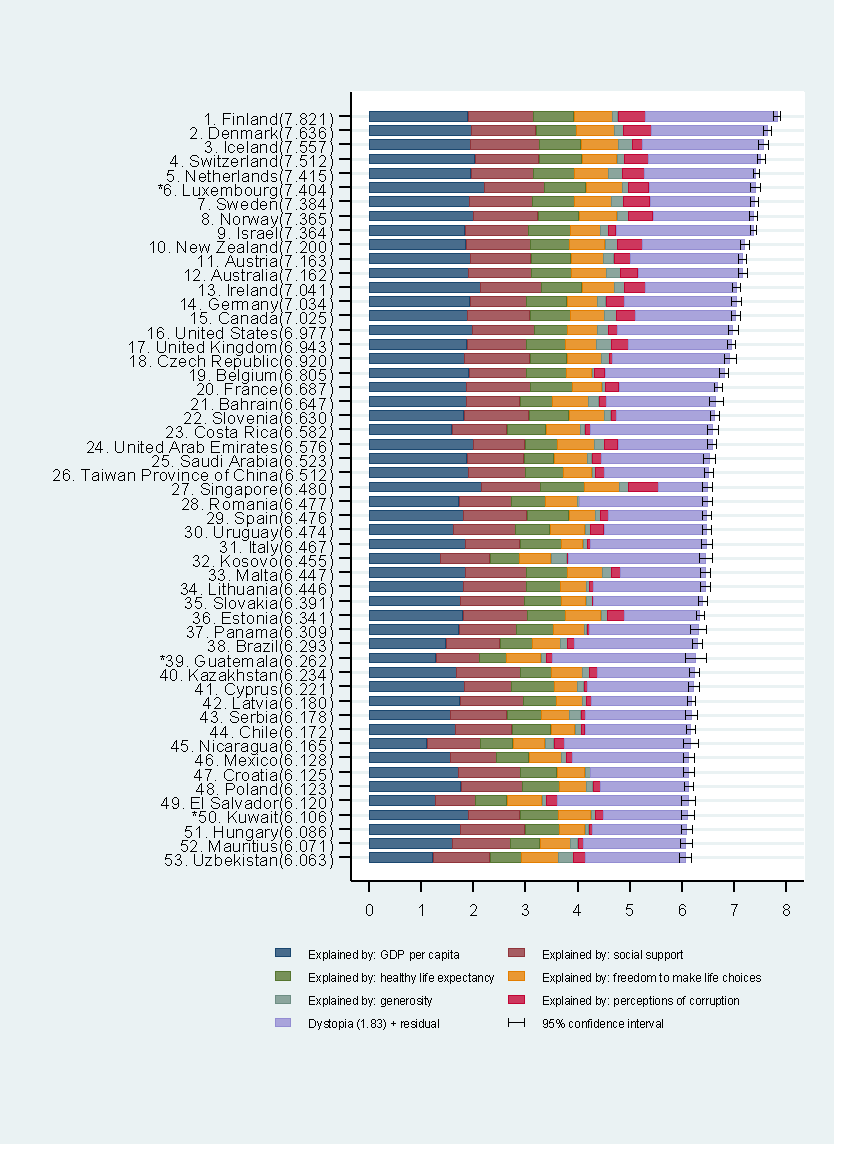 1. Finland(7.821)
2. Denmark(7.636)
3. Iceland(7.557)
4. Switzerland(7.512)
5. Netherlands(7.415)
*6. Luxembourg(7.404)
7. Sweden(7.384)
8. Norway(7.365)
9. Israel(7.364)
10. New Zealand(7.200)
11. Austria(7.163)
12. Australia(7.162)
13. Ireland(7.041)
14. Germany(7.034)
15. Canada(7.025)
16. United States(6.977)
17. United Kingdom(6.943)
18. Czech Republic(6.920)
19. Belgium(6.805)
20. France(6.687)
21. Bahrain(6.647)
22. Slovenia(6.630)
23. Costa Rica(6.582)
24. United Arab Emirates(6.576)
25. Saudi Arabia(6.523)
26. Taiwan Province of China(6.512)
27. Singapore(6.480)
28. Romania(6.477)
29. Spain(6.476)
30. Uruguay(6.474)
31. Italy(6.467)
32. Kosovo(6.455)
33. Malta(6.447)
34. Lithuania(6.446)
35. Slovakia(6.391)
36. Estonia(6.341)
37. Panama(6.309)
38. Brazil(6.293)
*39. Guatemala(6.262)
40. Kazakhstan(6.234)
41. Cyprus(6.221)
42. Latvia(6.180)
43. Serbia(6.178)
44. Chile(6.172)
45. Nicaragua(6.165)
46. Mexico(6.128)
47. Croatia(6.125)
48. Poland(6.123)
49. El Salvador(6.120)
*50. Kuwait(6.106)
51. Hungary(6.086)
52. Mauritius(6.071)
53. Uzbekistan(6.063)
0 1 2 3 4 5 6 7 8
Explained by: GDP per capita Explained by: social support
Explained by: healthy life expectancy Explained by: freedom to make life choices
Explained by: generosity Explained by: perceptions of corruption
Dystopia (1.83) + residual 95% confidence interval